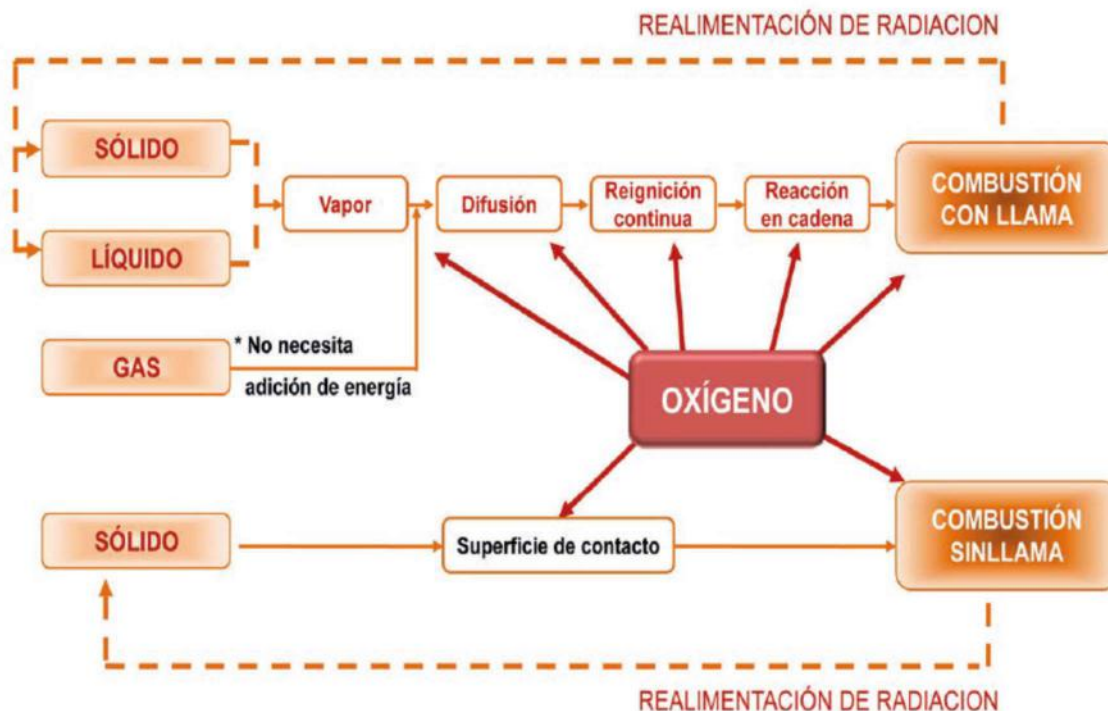 REALIMENTACIÓN DE RADIACION
SÓLIDO
LÍQUIDO
Vapor
Difusión
Reignición
continua
Reacción
en cadena
COMBUSTIÓN
CON LLAMA
GAS
* No necesita
adición de energía
OXÍGENO
SÓLIDO
Superficie de contacto
COMBUSTIÓN
SINLLAMA
REALIMENTACIÓN DE RADIACION